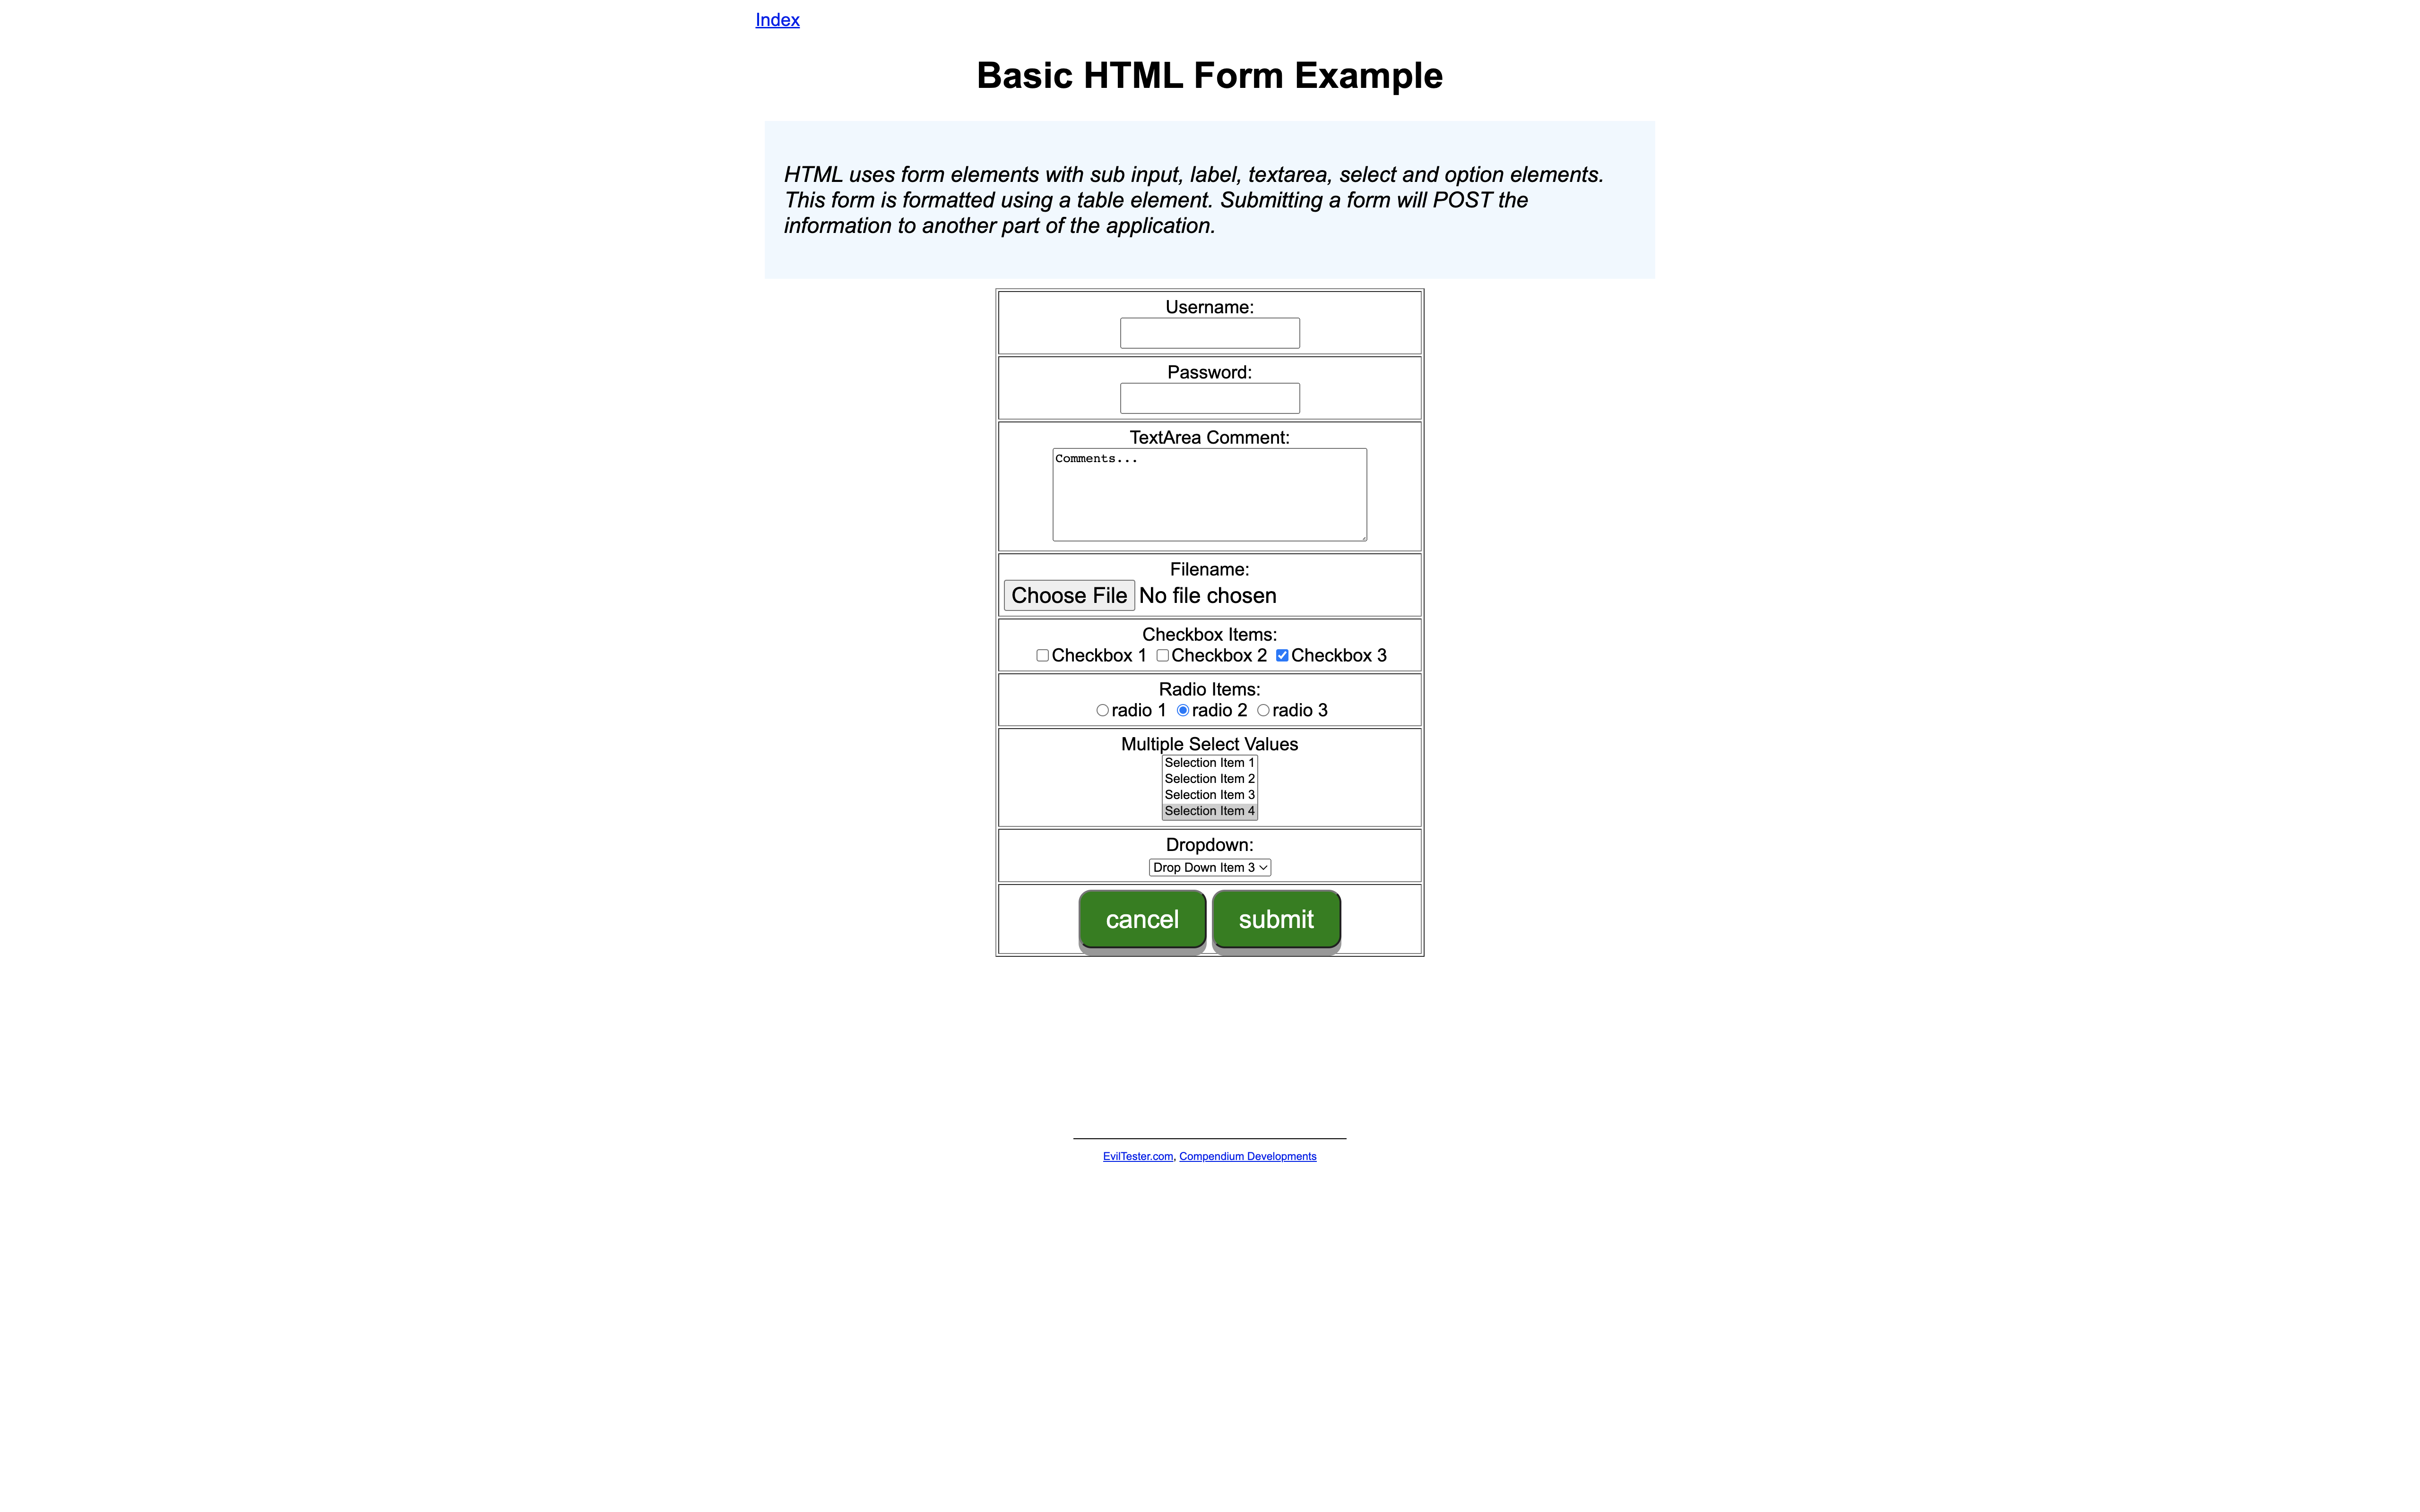 Index
Basic HTML Form Example
HTML uses form elements with sub input, label, textarea, select and option elements.
This form is formatted using a table element. Submitting a form will POST the
information to another part of the application.
Username:
Password:
TextArea Comment:
Comments...
Filename:
Choose File No file chosen
Checkbox Items:
Checkbox 1 Checkbox 2 Checkbox 3
Radio Items:
radio 1 radio 2 radio 3
Multiple Select Values
Selection Item 1
Selection Item 2
Selection Item 3
Selection Item 4
Dropdown:
Drop Down Item 3
cancel submit
EvilTester.com, Compendium Developments